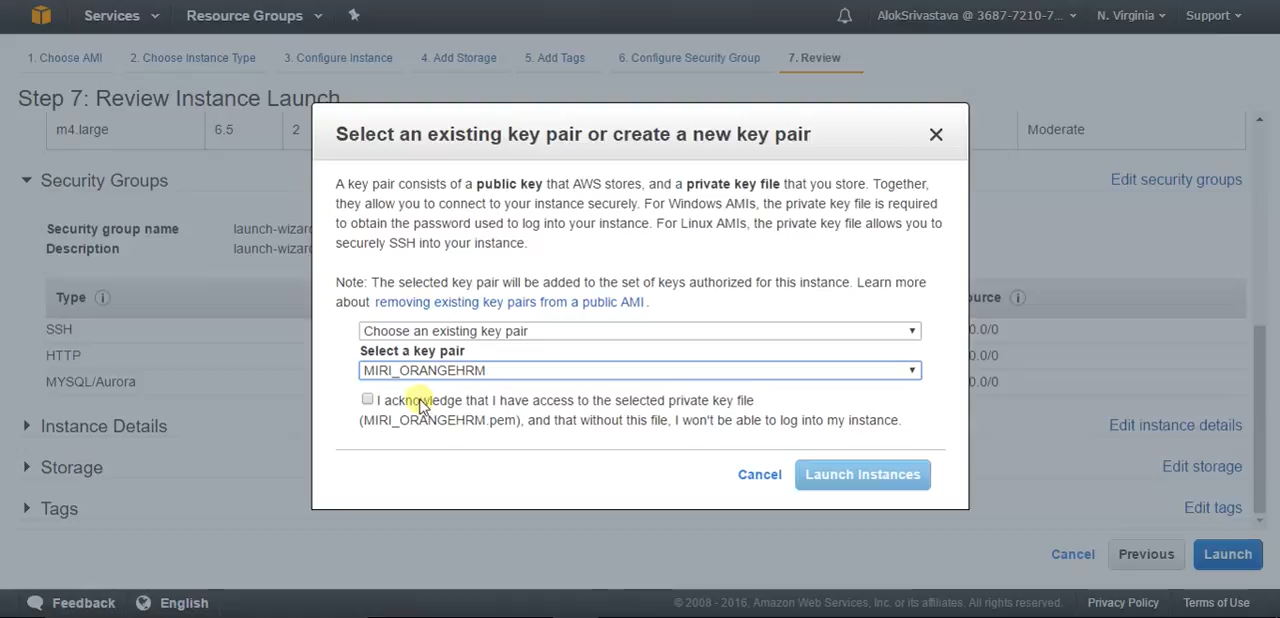 Services Resource Groups AlokSrivastava @ 3687-7210-7... N. Virginia Support
1. Choose AMI 2. Choose Instance Type 3. Configure Instance 4. Add Storage 5. Add Tags 6. Configure Security Group 7. Review
Step 7: Review Instance Launch
m4.large 6.5 2 Moderate
Security Groups Edit security groups
Security group name launch-wizar
Description launch-wizar
Type
SSH 0.0/0
HTTP 0.0/0
MYSQL/Aurora 0.0/0
Instance Details Edit instance details
Storage Edit storage
Tags Edit tags
Select an existing key pair or create a new key pair
A key pair consists of a public key that AWS stores, and a private key file that you store. Together,
they allow you to connect to your instance securely. For Windows AMIs, the private key file is required
to obtain the password used to log into your instance. For Linux AMIs, the private key file allows you to
securely SSH into your instance.
Note: The selected key pair will be added to the set of keys authorized for this instance. Learn more
about removing existing key pairs from a public AMI .
Choose an existing key pair
Select a key pair
MIRI_ORANGEHRM
I acknowledge that I have access to the selected private key file
(MIRI_ORANGEHRM.pem), and that without this file, I won't be able to log into my instance.
Cancel Launch Instances
Cancel Previous Launch
Feedback English © 2008 - 2016, Amazon Web Services, Inc. or its affiliates. All rights reserved. Privacy Policy Terms of Use